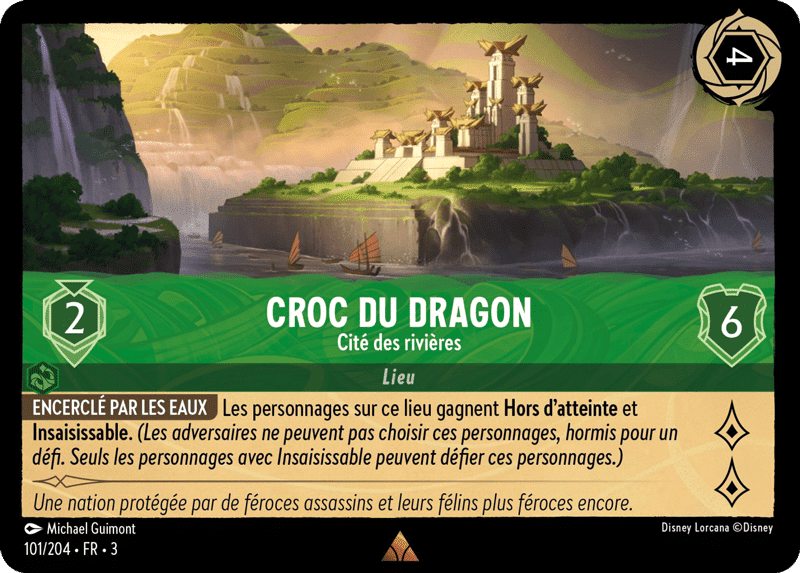 4
2
CROC DU DRAGON
6
Cité des rivières
Lieu
ENCERCLÉ PAR LES EAUX Les personnages sur ce lieu gagnent Hors d'atteinte et
Insaisissable. (Les adversaires ne peuvent pas choisir ces personnages, hormis pour un
défi. Seuls les personnages avec Insaisissable peuvent défier ces personnages.)
Une nation protégée par de féroces assassins et leurs félins plus féroces encore.
Michael Guimont
Disney Lorcana ©Disney
101/204 • FR • 3